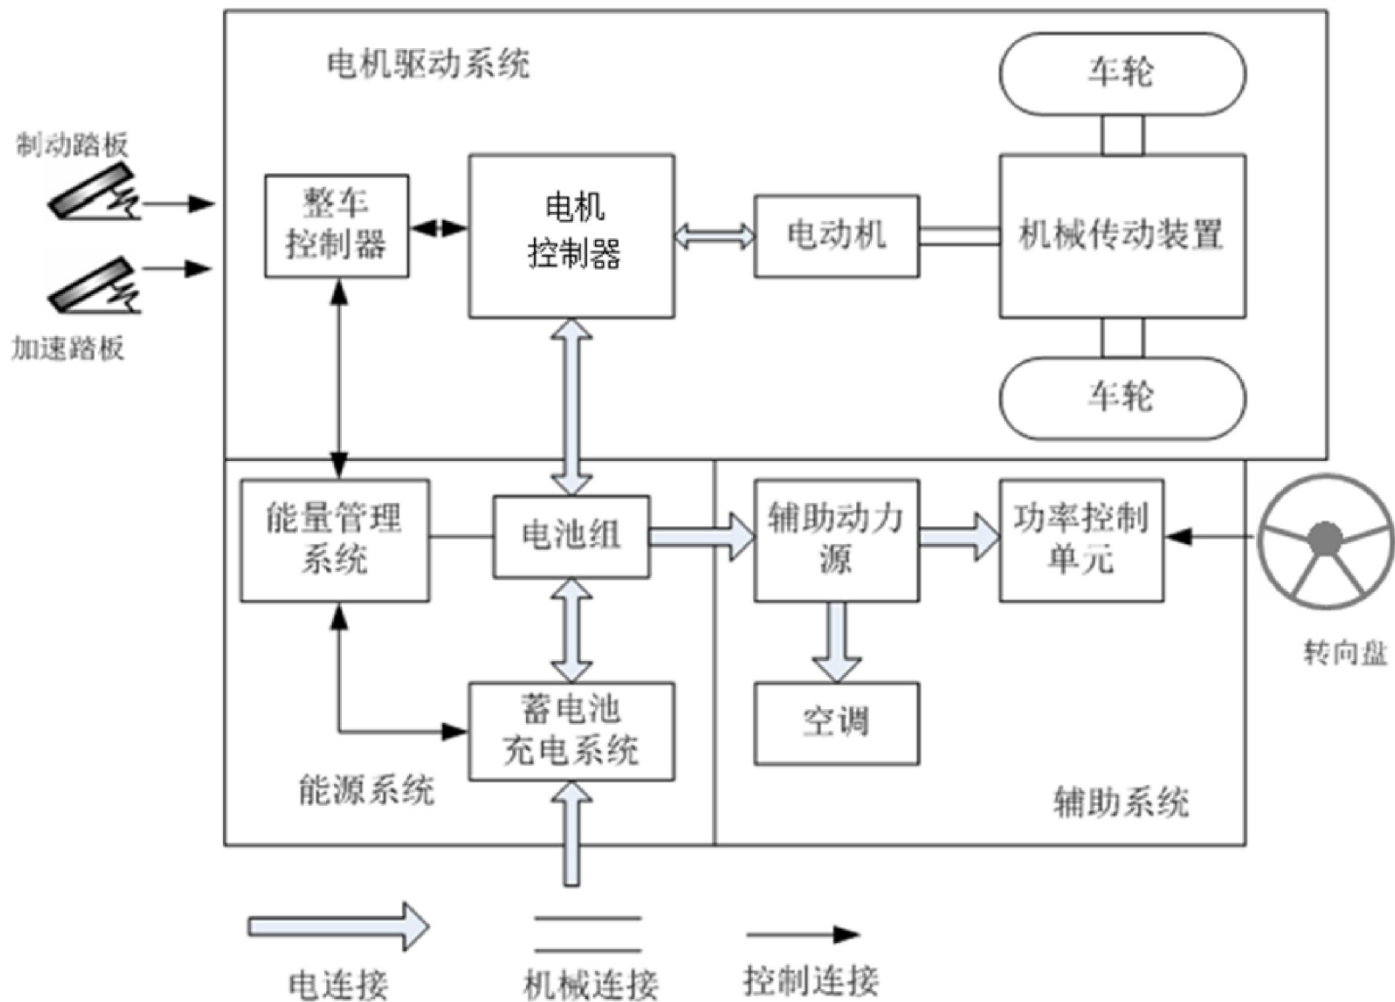 电机驱动系统
车轮
制动踏板
整车
控制器
电机
控制器
电动机
机械传动装置
加速踏板
车轮
能量管理
系统
电池组
辅助动力
源
功率控制
单元
转向盘
蓄电池
充电系统
空调
能源系统
辅助系统
电连接
机械连接
控制连接